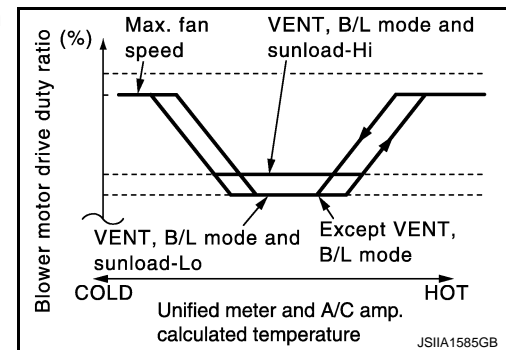 Blower motor drive duty ratio
(%)
Max. fan
speed
VENT, B/L mode and
sunload-Hi
VENT, B/L mode and
sunload-Lo
Except VENT,
B/L mode
COLD
HOT
Unified meter and A/C amp.
calculated temperature
JSIIA1585GB